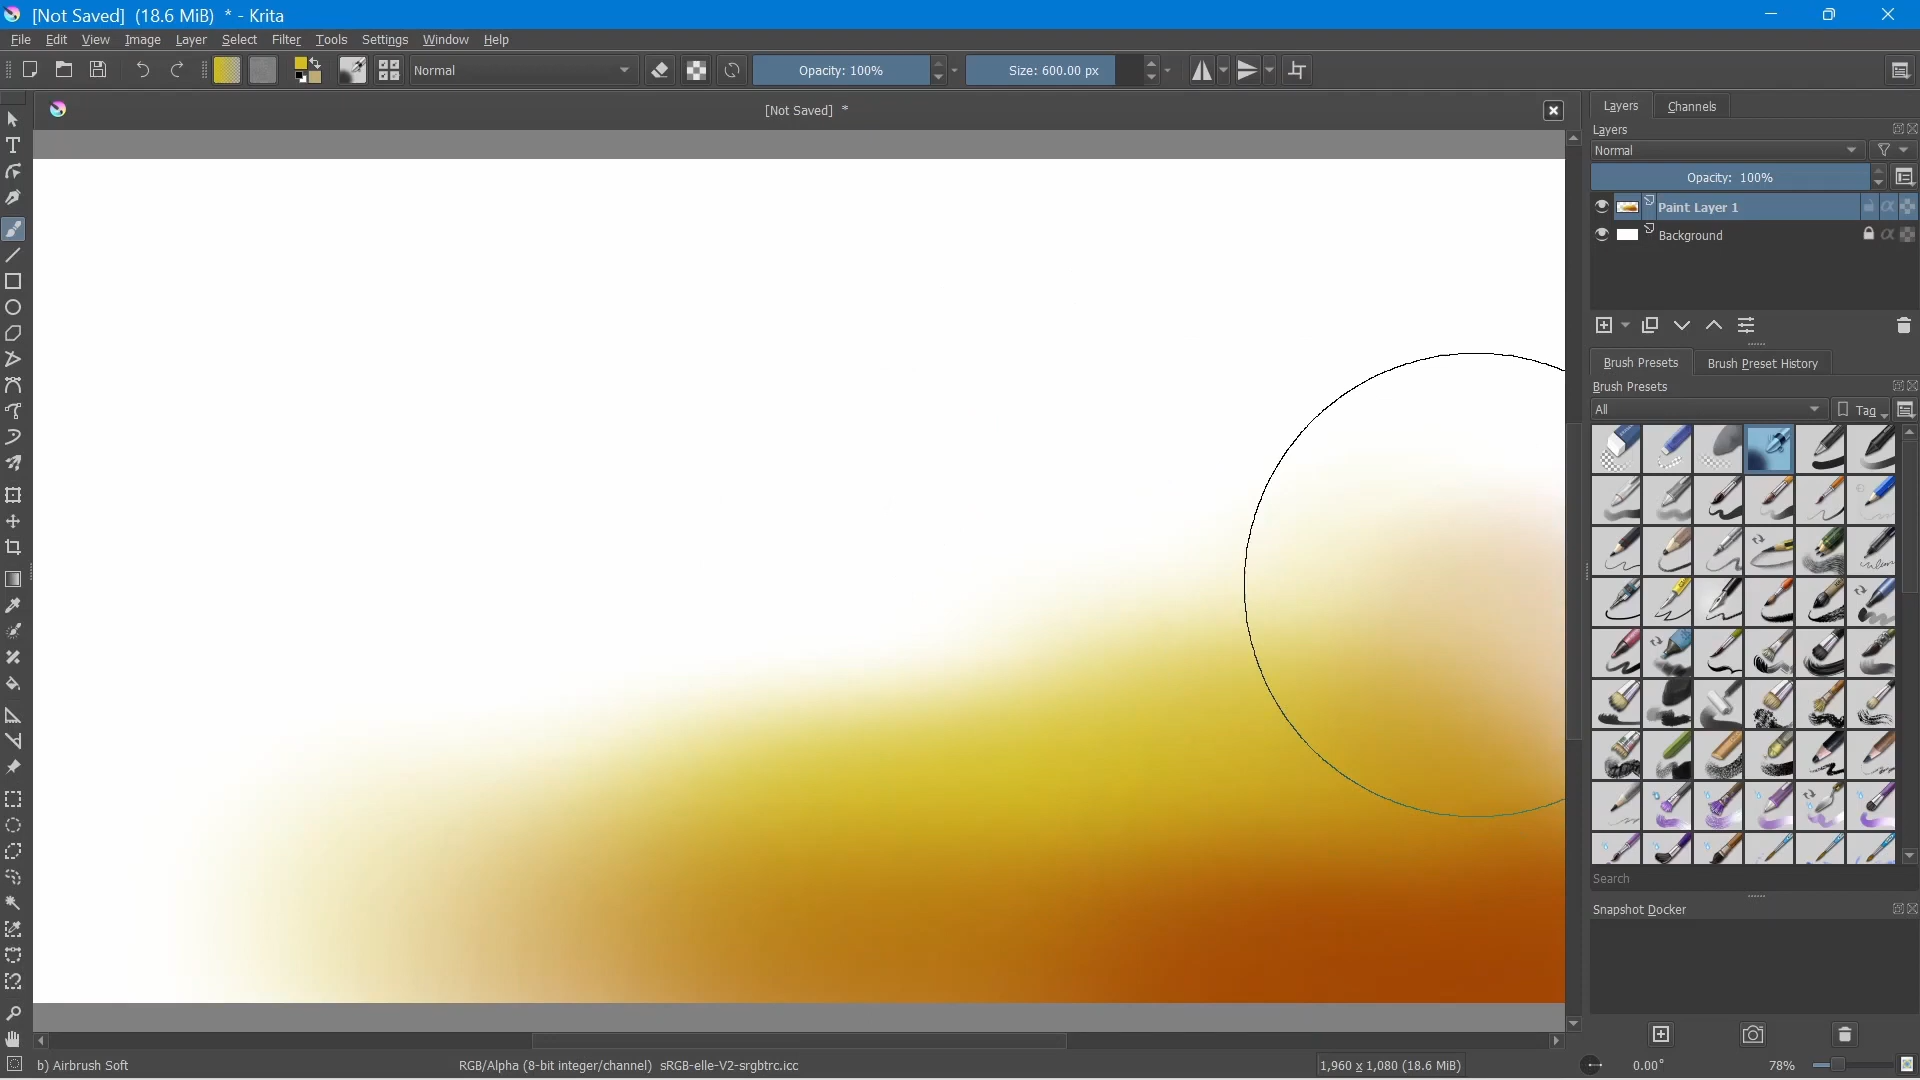 [Not Saved]  (18.6 MiB)  * - Krita
File Edit View Image Layer Select Filter Tools Settings Window Help
Normal Opacity: 100% Size: 600.00 px
[Not Saved]  *
Layers Channels
Layers
Normal
Opacity:  100%
Paint Layer 1
Background
Brush Presets Brush Preset History
Brush Presets
All Tag
Search
Snapshot Docker
b) Airbrush Soft RGB/Alpha (8-bit integer/channel)  sRGB-elle-V2-srgbtrc.icc 1,960 x 1,080 (18.6 MiB) 0.00° 78%